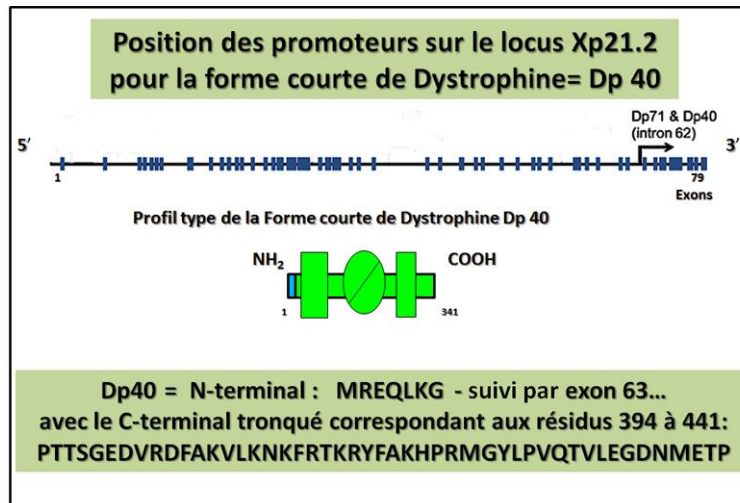 Position des promoteurs sur le locus Xp21.2
pour la forme courte de Dystrophine= Dp 40
Dp71 & Dp40
(intron 62)
5’ 3’
1 79
Exons
Profil type de la Forme courte de Dystrophine Dp 40
NH2 COOH
1 341
Dp40 = N-terminal : MREQLKG - suivi par exon 63…
avec le C-terminal tronqué correspondant aux résidus 394 à 441:
PTTSGEDVRDFAKVLKNKFRTKRYFAKHPRMGYLPVQTVLEGDNMETP